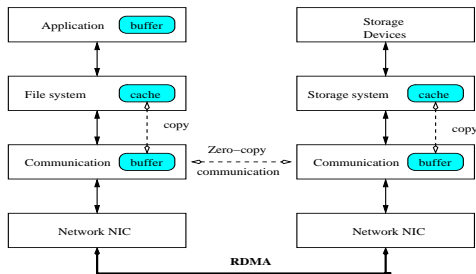 Application buffer
Storage
Devices
File system cache
Storage system cache
copy
copy
Zero-copy
Communication buffer
communication
Communication buffer
Network NIC
Network NIC
RDMA